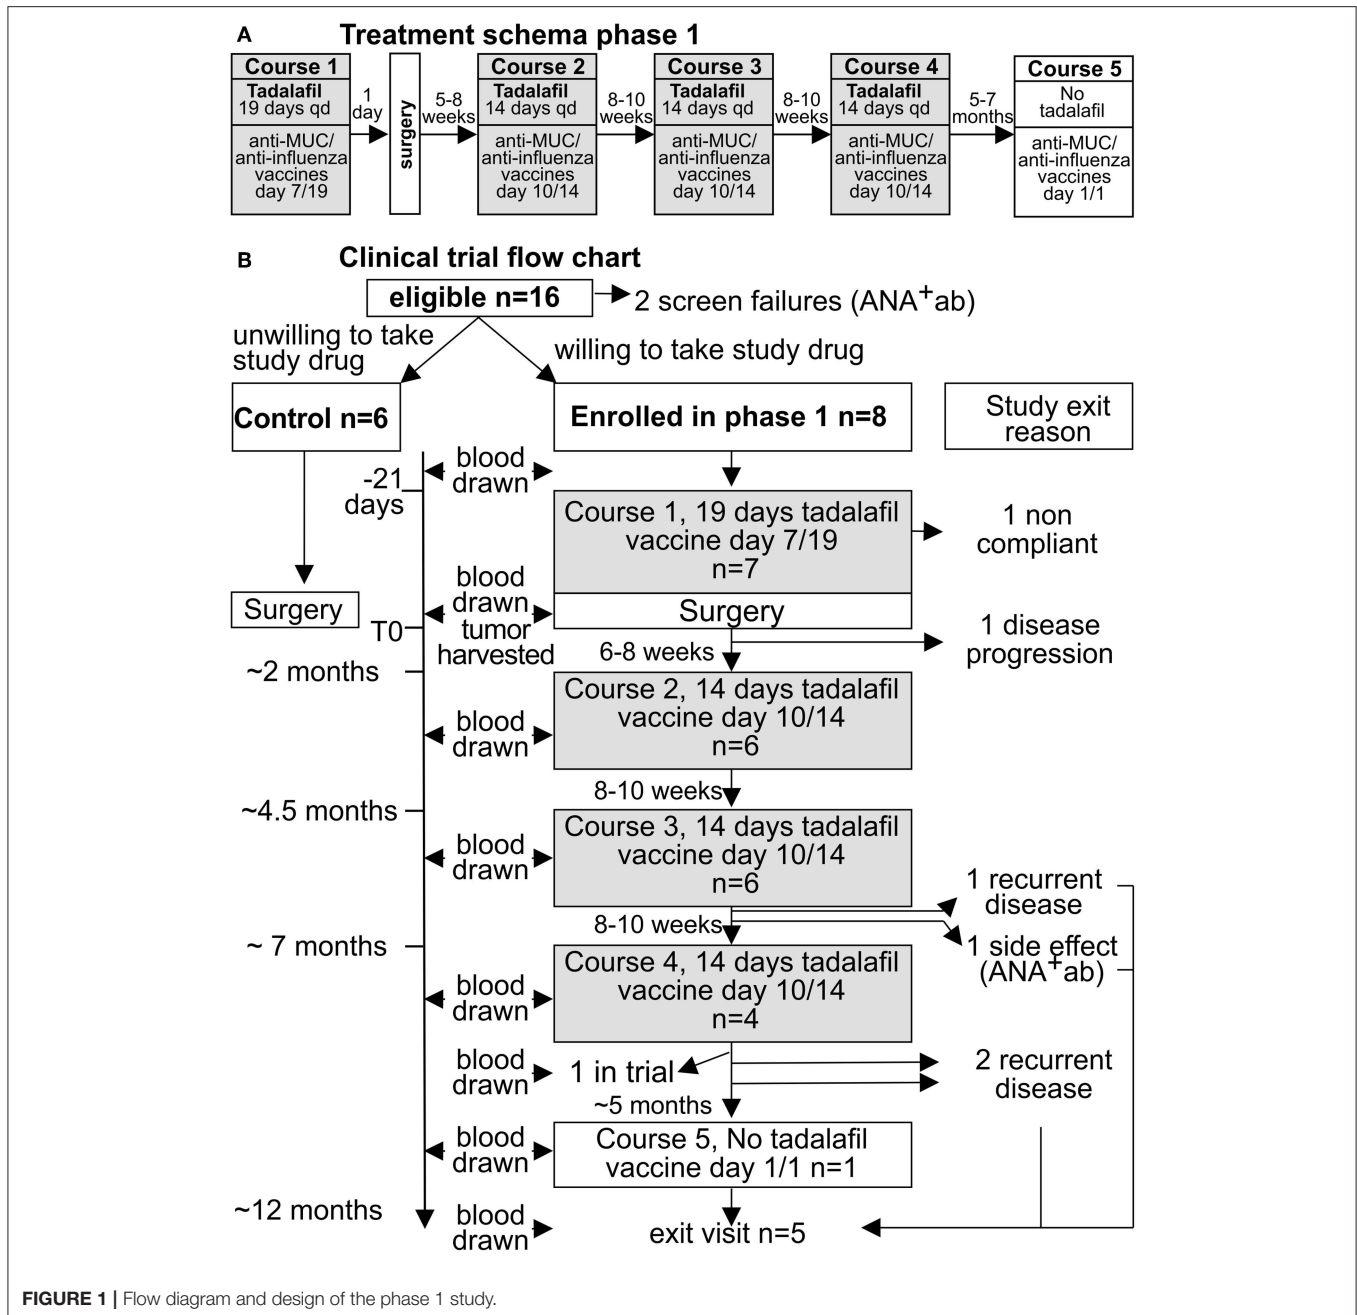 A
Treatment schema phase 1
Course 1
Tadalafil
19 days qd
anti-MUC/
anti-influenza
vaccines
day 7/19
1
day
surgery
5-8
weeks
Course 2
Tadalafil
14 days qd
anti-MUC/
anti-influenza
vaccines
day 10/14
8-10
weeks
Course 3
Tadalafil
14 days qd
anti-MUC/
anti-influenza
vaccines
day 10/14
8-10
weeks
Course 4
Tadalafil
14 days qd
anti-MUC/
anti-influenza
vaccines
day 10/14
5-7
months
Course 5
No
tadalafil
anti-MUC/
anti-influenza
vaccines
day 1/1
B
Clinical trial flow chart
eligible n=16
2 screen failures (ANA+ab)
unwilling to take
study drug
willing to take study drug
Control n=6
Enrolled in phase 1 n=8
Study exit
reason
blood
drawn
-21
days
Course 1, 19 days tadalafil
vaccine day 7/19
n=7
1 non
compliant
Surgery
blood
drawn
tumor
harvested
Surgery
T0
1 disease
progression
6-8 weeks
~2 months
Course 2, 14 days tadalafil
vaccine day 10/14
n=6
blood
drawn
8-10 weeks
~4.5 months
Course 3, 14 days tadalafil
vaccine day 10/14
n=6
blood
drawn
1 recurrent
disease
8-10 weeks
1 side effect
(ANA+ab)
~ 7 months
Course 4, 14 days tadalafil
vaccine day 10/14
n=4
blood
drawn
blood
drawn
1 in trial
2 recurrent
disease
~5 months
Course 5, No tadalafil
vaccine day 1/1 n=1
blood
drawn
~12 months
blood
drawn
exit visit n=5
FIGURE 1 | Flow diagram and design of the phase 1 study.